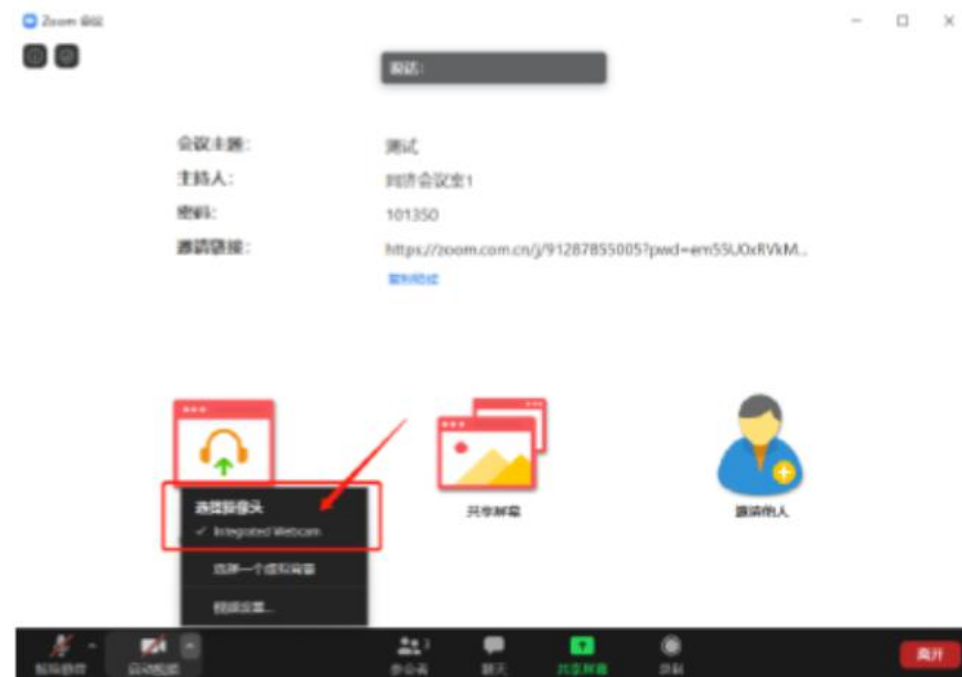 Zoom 会议
说话:
会议主题: 测试
主持人: 同济会议室1
密码: 101350
邀请链接: https://zoom.com.cn/j/91287855005?pwd=em55U0xRVkM...
复制链接
共享屏幕
邀请他人
选择摄像头
✓ Integrated Webcam
选择一个虚拟背景
视频设置...
解除静音
启动视频
参会者
聊天
共享屏幕
录制
离开